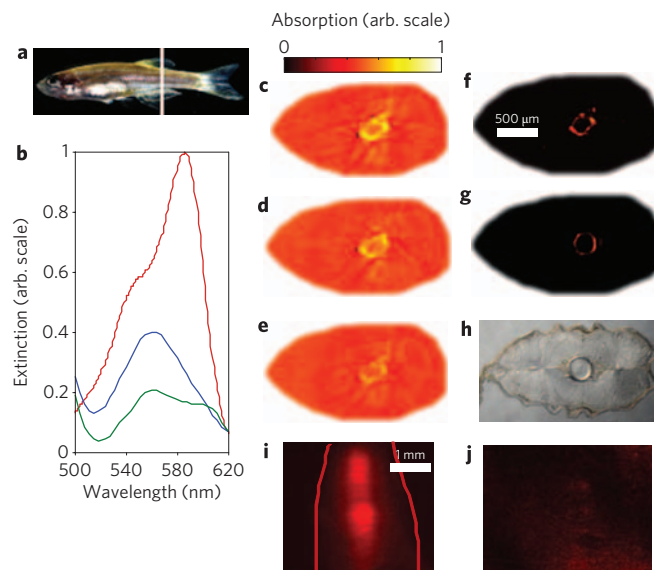 Absorption (arb. scale)
0 1
a
c
f
500 µm
b
Extinction (arb. scale)
1
0.8
0.6
0.4
0.2
0
500 540 580 620
Wavelength (nm)
d
g
e
h
i
1 mm
j